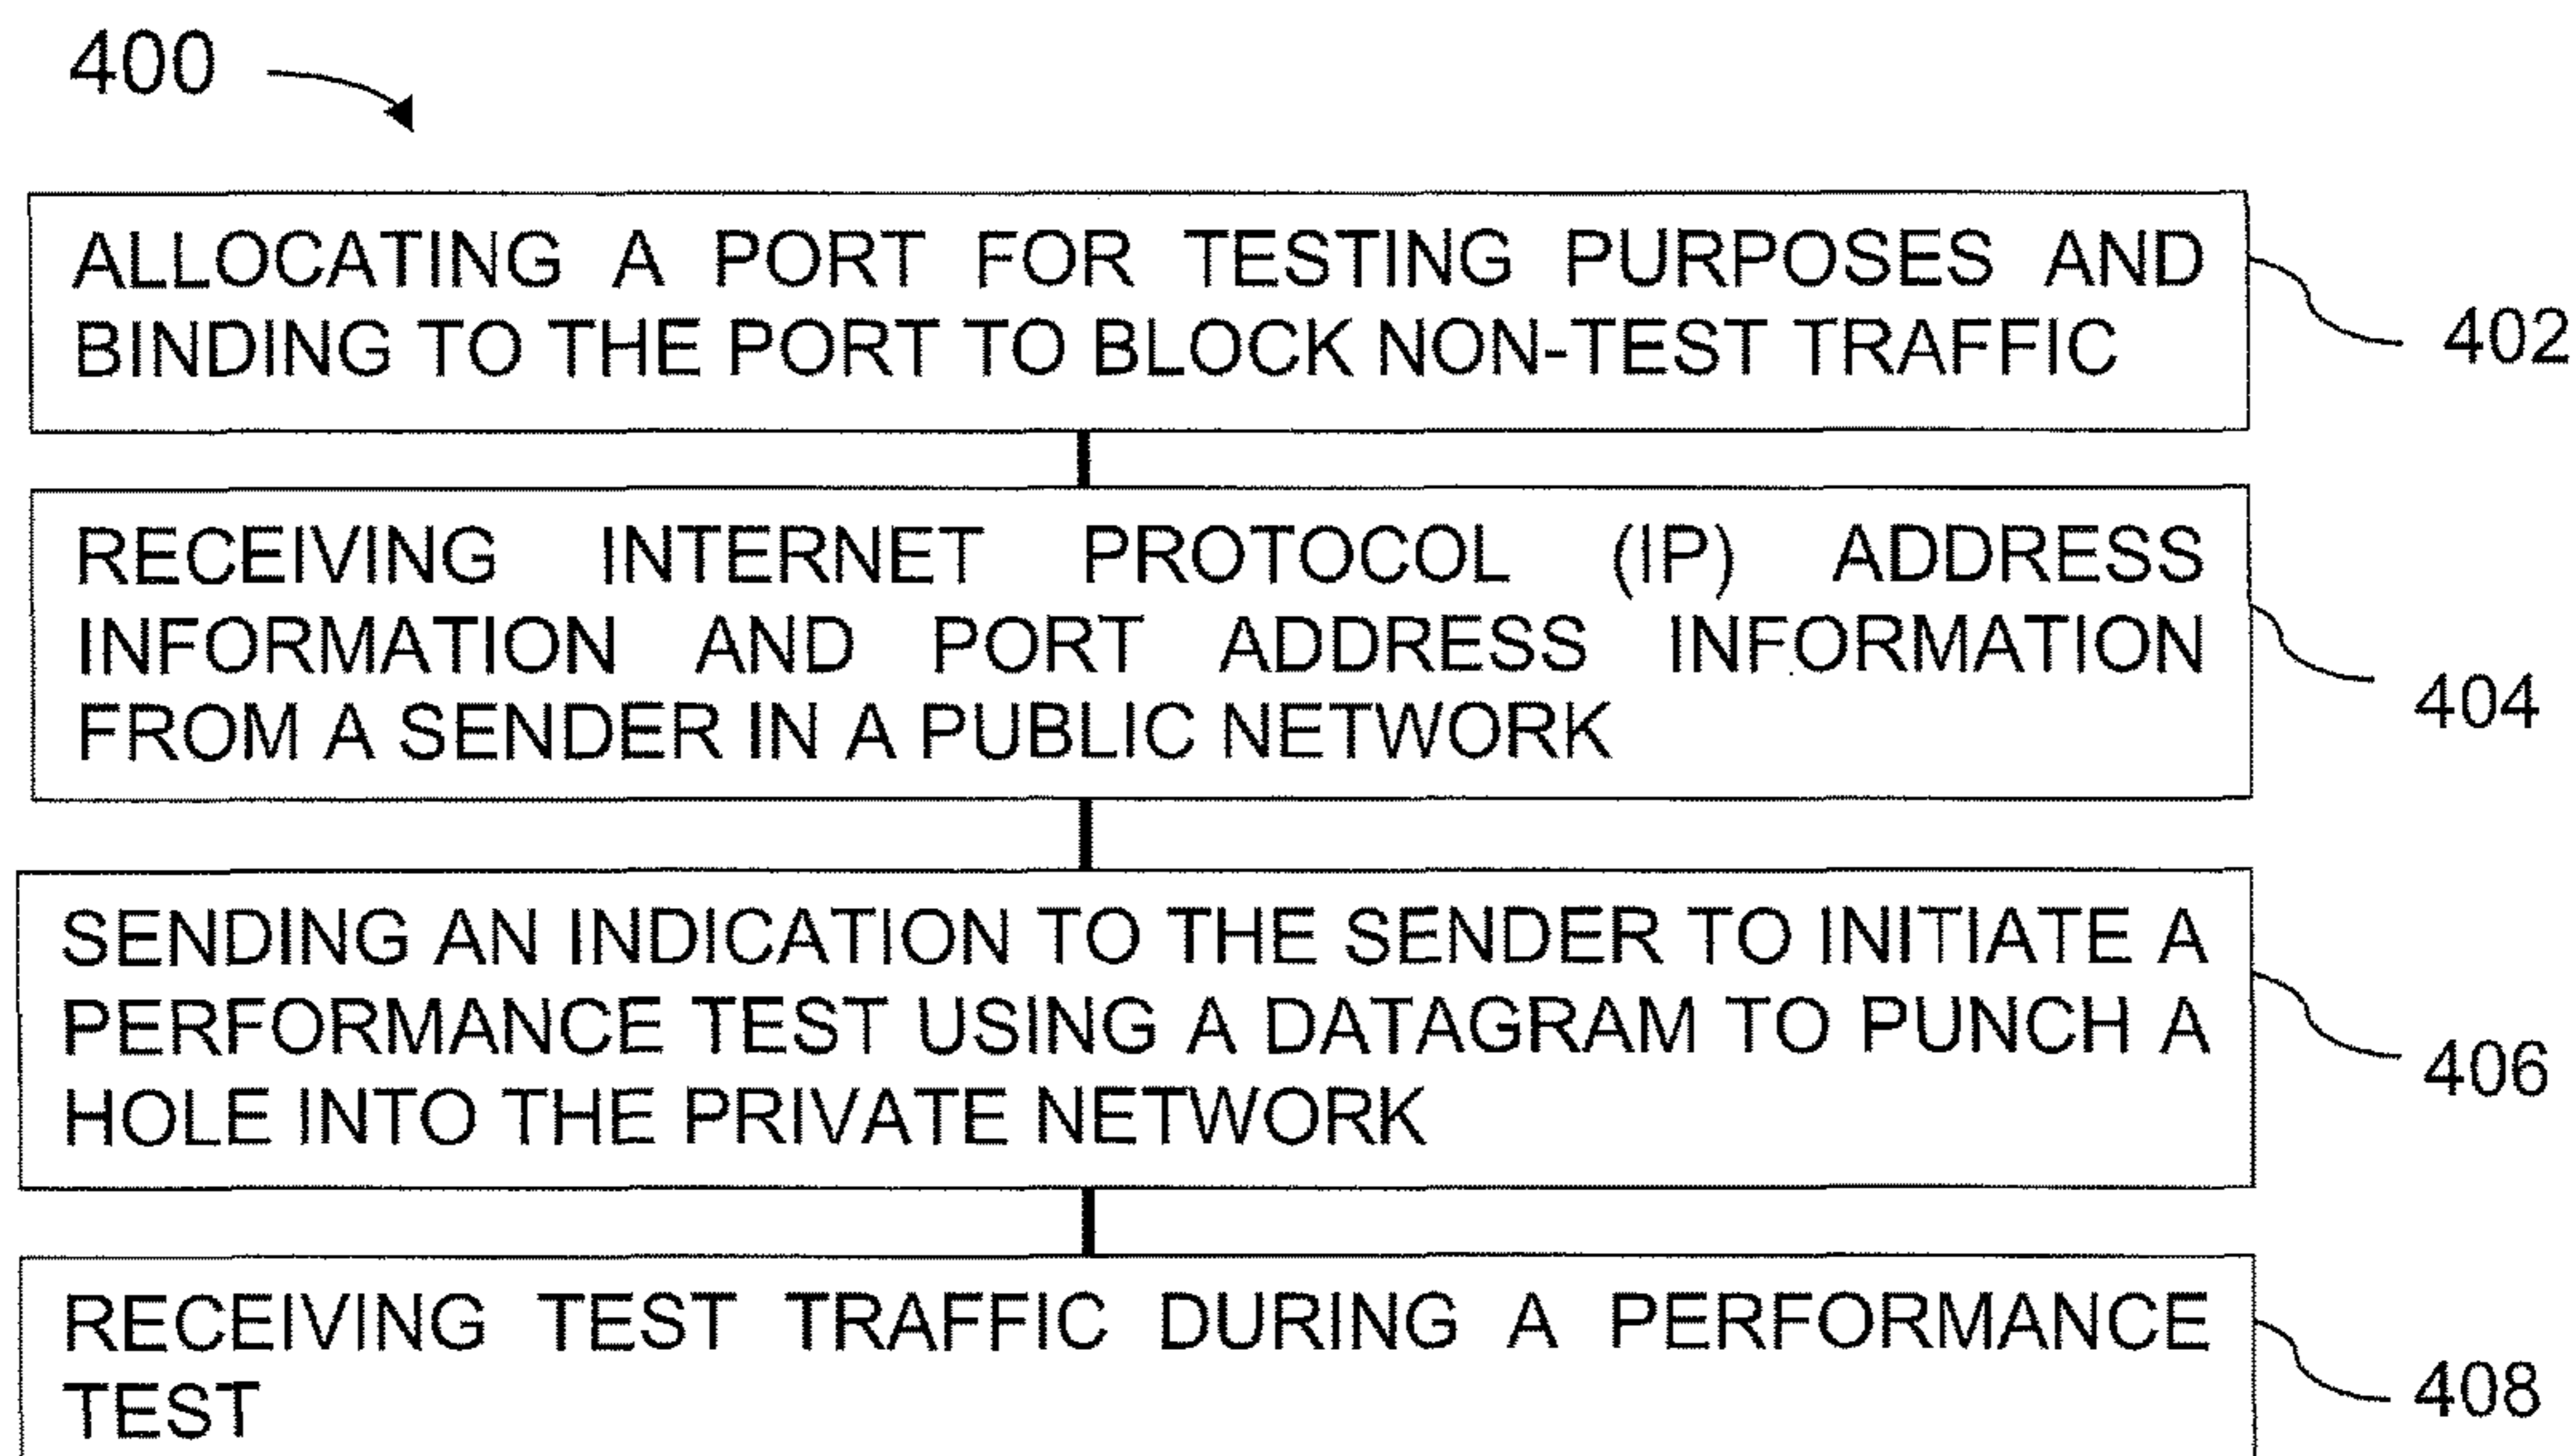 400
ALLOCATING A PORT FOR TESTING PURPOSES AND
BINDING TO THE PORT TO BLOCK NON-TEST TRAFFIC
402
RECEIVING INTERNET PROTOCOL (IP) ADDRESS
INFORMATION AND PORT ADDRESS INFORMATION
FROM A SENDER IN A PUBLIC NETWORK
404
SENDING AN INDICATION TO THE SENDER TO INITIATE A
PERFORMANCE TEST USING A DATAGRAM TO PUNCH A
HOLE INTO THE PRIVATE NETWORK
406
RECEIVING TEST TRAFFIC DURING A PERFORMANCE
TEST
408